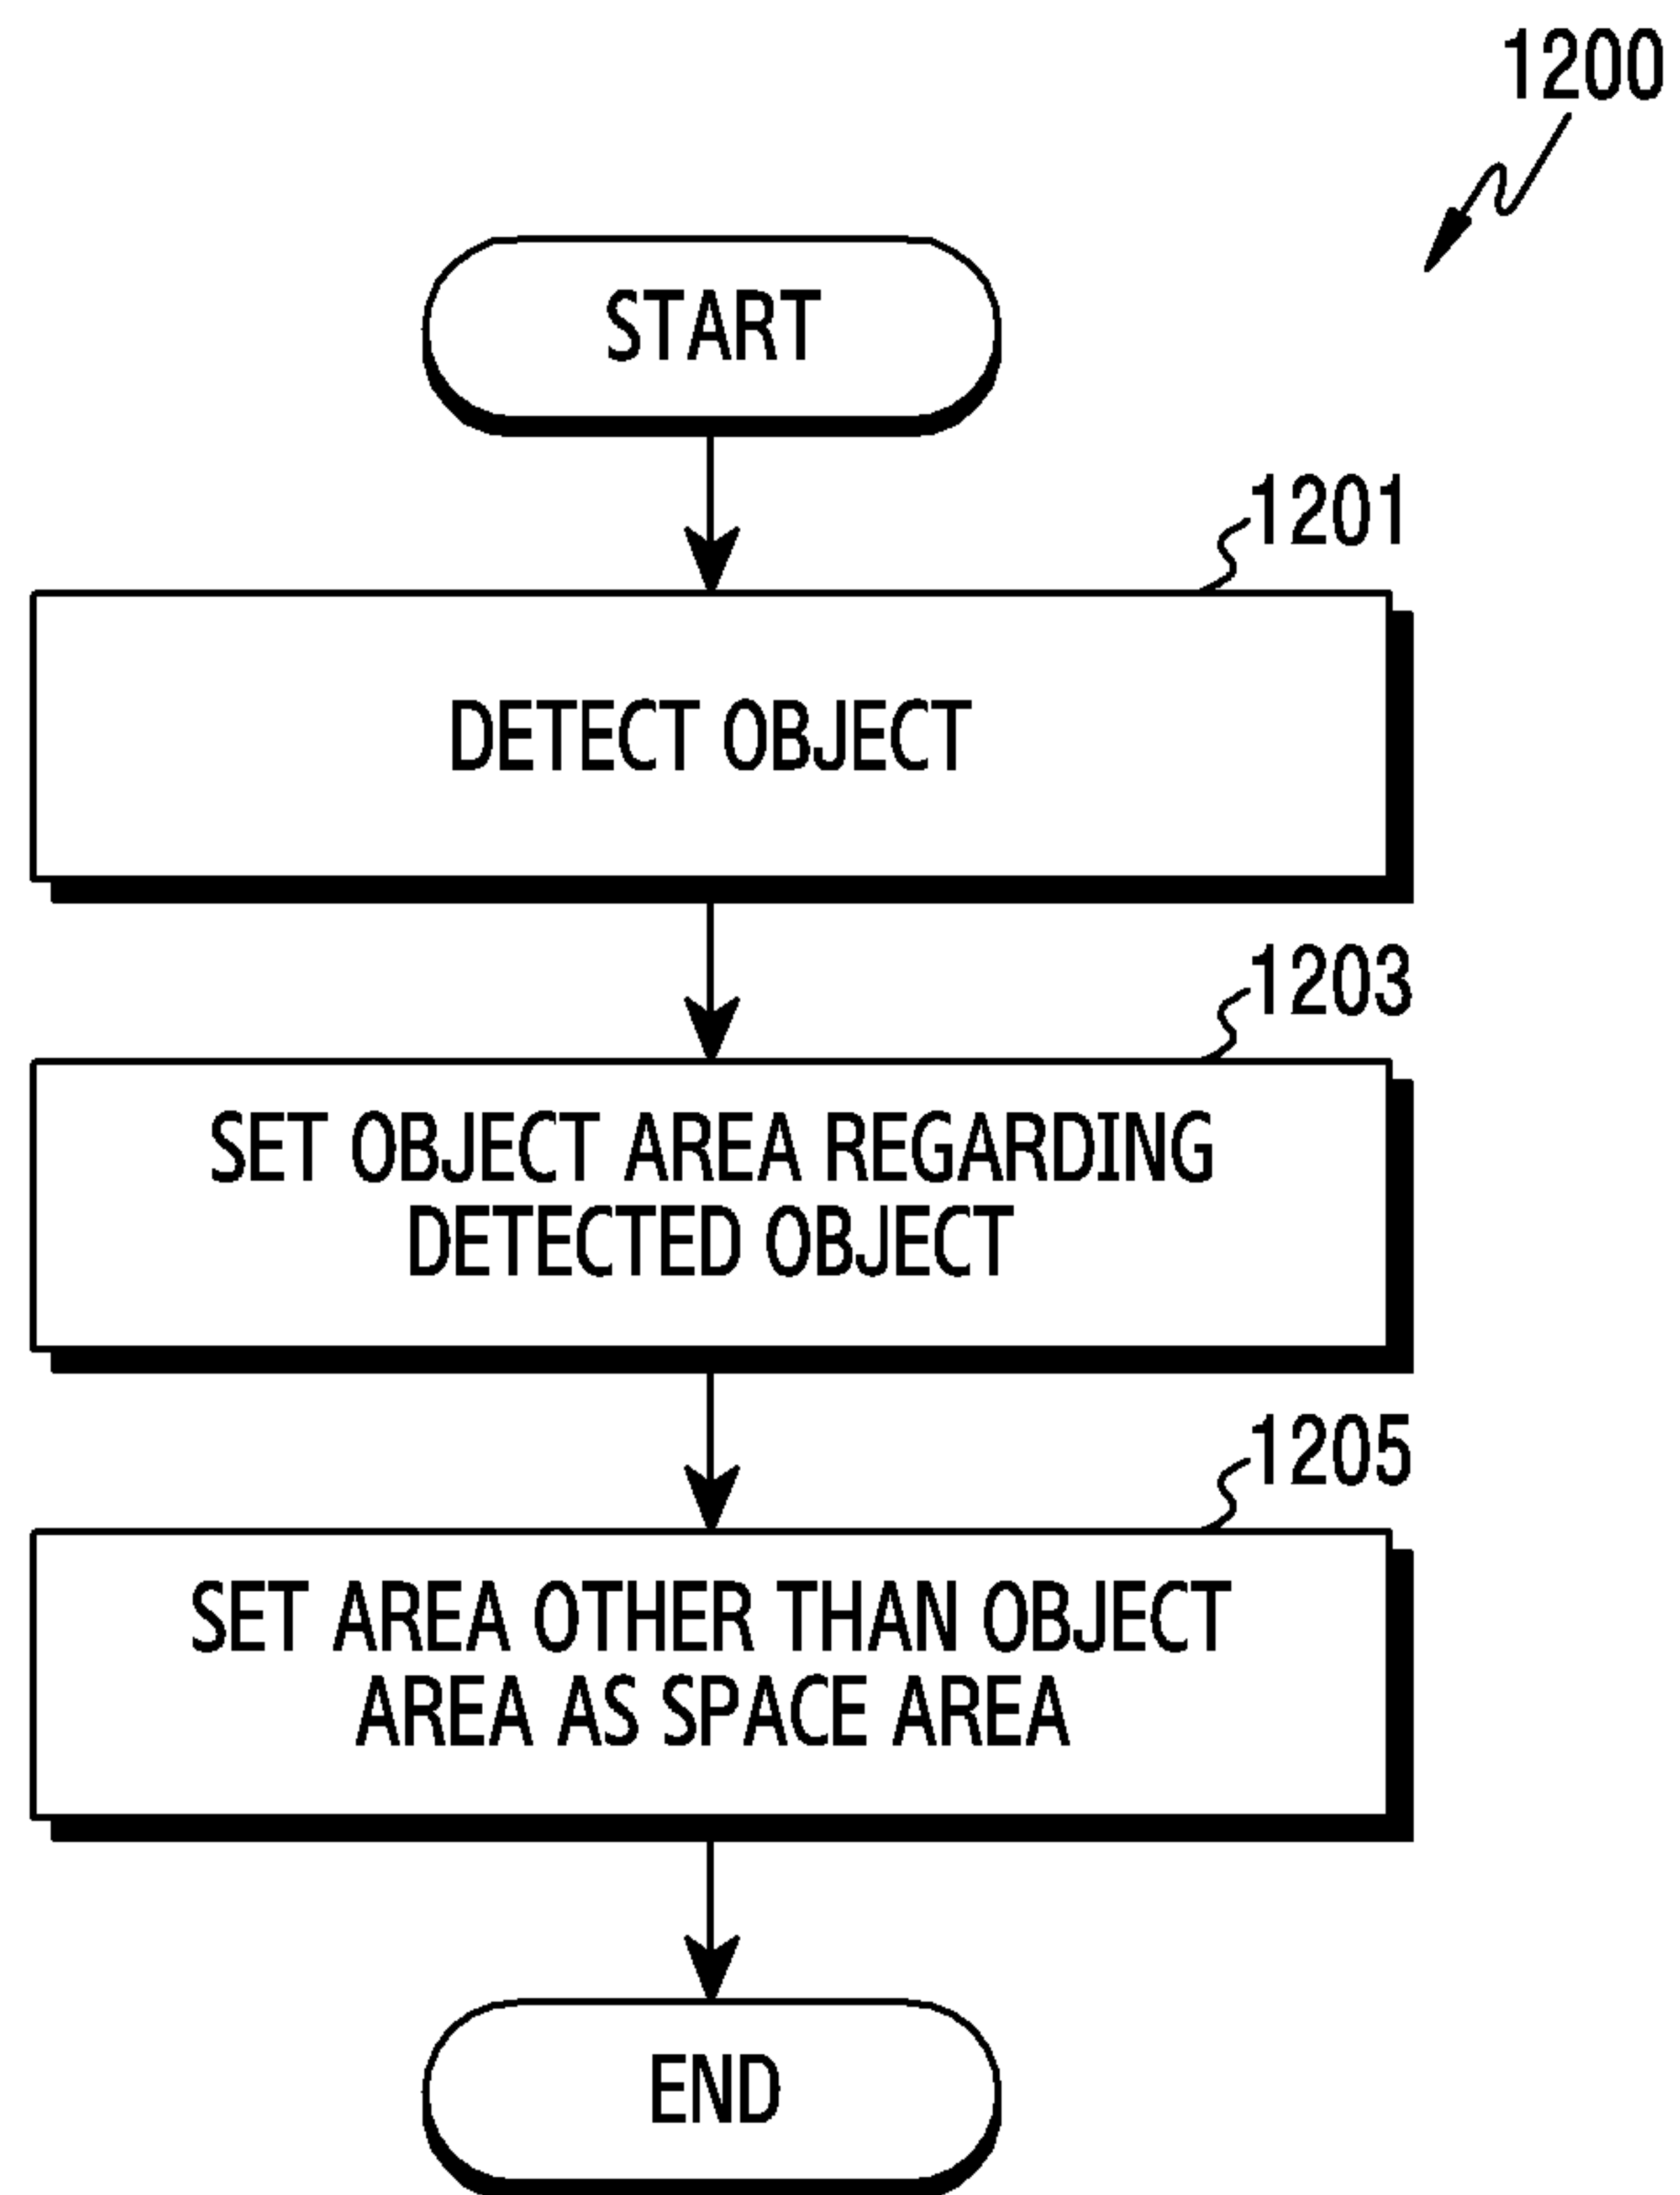 1200
START
1201
DETECT OBJECT
1203
SET OBJECT AREA REGARDING
DETECTED OBJECT
1205
SET AREA OTHER THAN OBJECT
AREA AS SPACE AREA
END